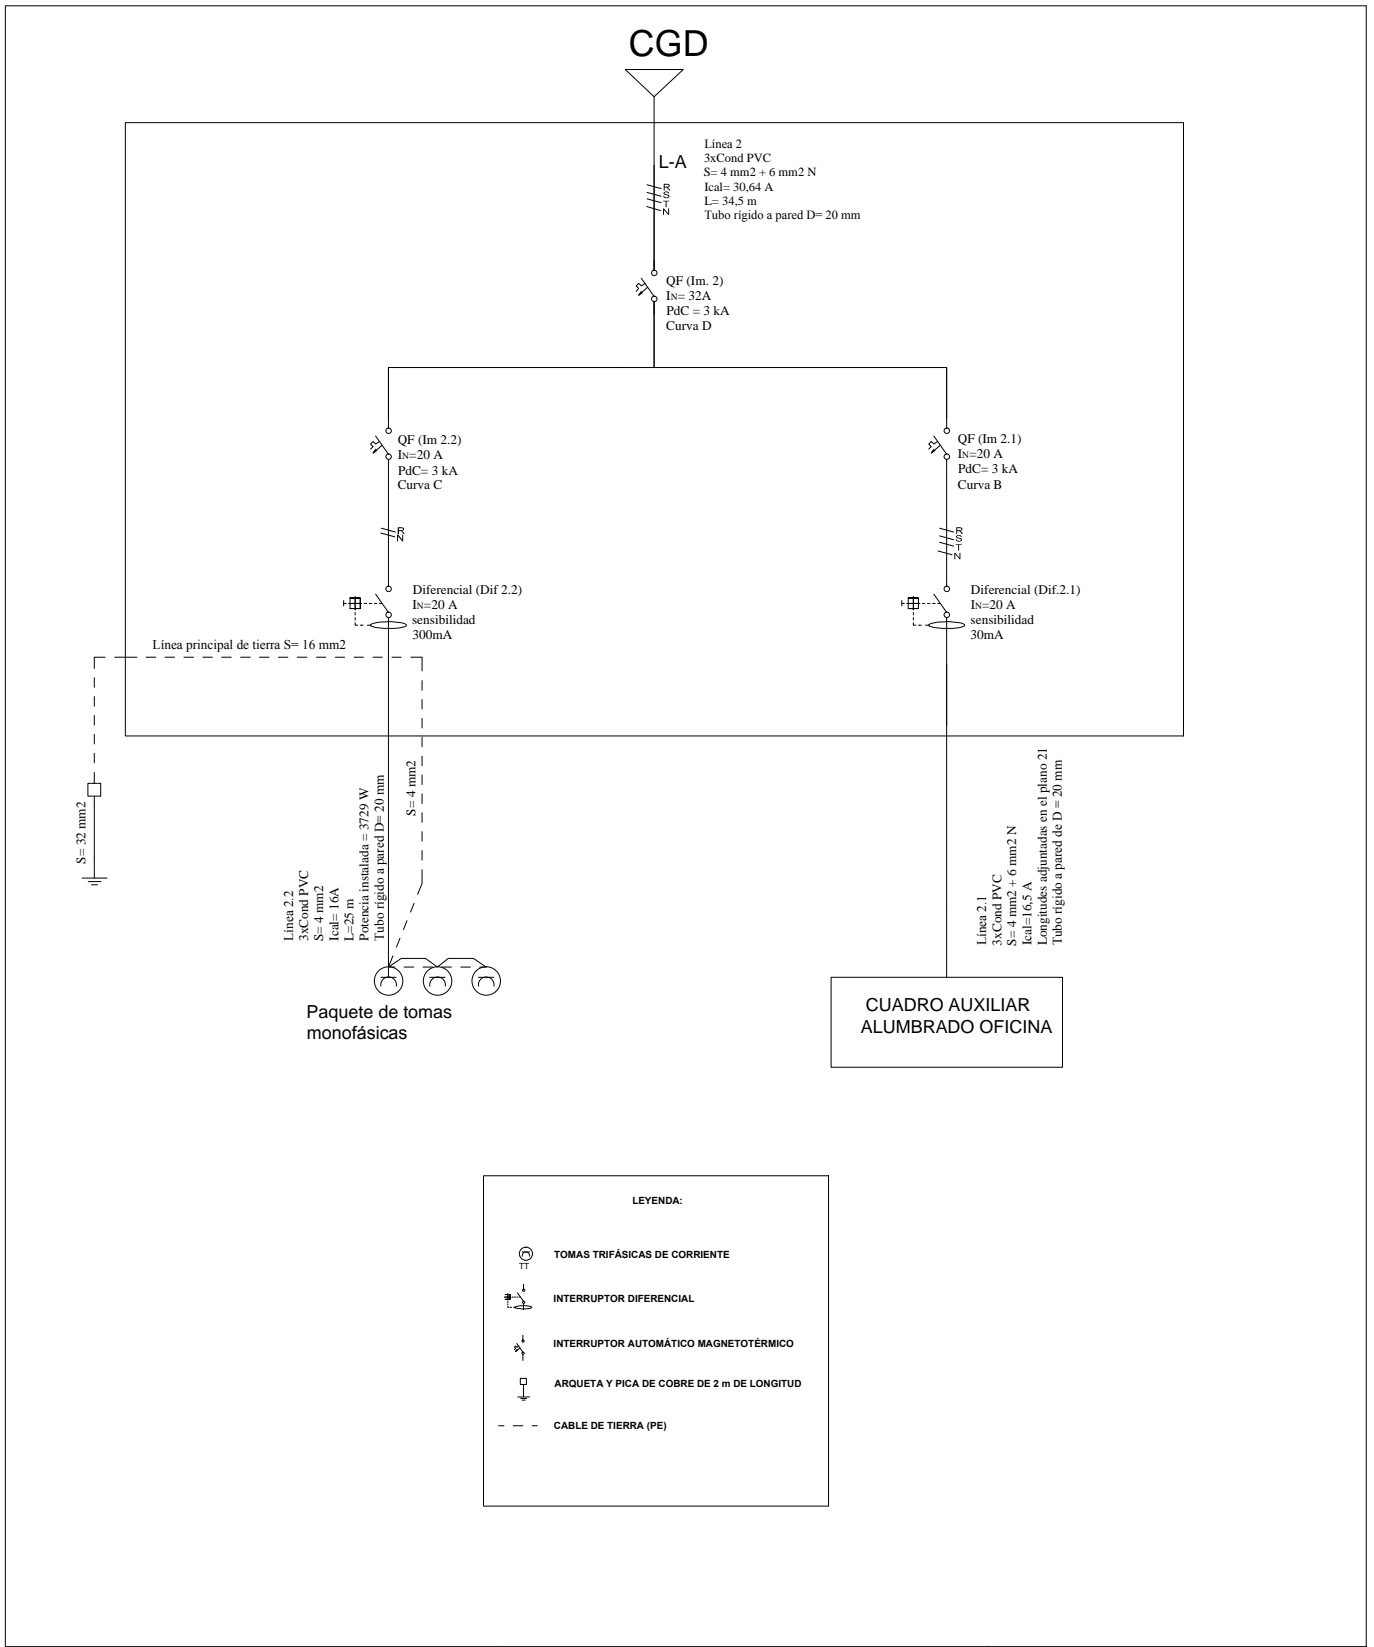 CGD
L-A
Línea 2
3xCond PVC
S= 4 mm2 + 6 mm2 N
Ical= 30,64 A
L= 34,5 m
Tubo rígido a pared D= 20 mm
R
S
T
N
QF (Im. 2)
IN= 32A
PdC = 3 kA
Curva D
QF (Im 2.2)
IN=20 A
PdC= 3 kA
Curva C
QF (Im 2.1)
IN=20 A
PdC= 3 kA
Curva B
R
N
R
S
T
N
Diferencial (Dif 2.2)
IN=20 A
sensibilidad
300mA
Diferencial (Dif.2.1)
IN=20 A
sensibilidad
30mA
Línea principal de tierra S= 16 mm2
S= 32 mm2
Línea 2.2
3xCond PVC
S= 4 mm2
Ical= 16A
L=25 m
Potencia instalada = 3729 W
Tubo rígido a pared D= 20 mm
S= 4 mm2
Línea 2.1
3xCond PVC
S= 4 mm2 + 6 mm2 N
Ical=16,5 A
Longitudes adjuntadas en el plano 21
Tubo rígido a pared de D = 20 mm
Paquete de tomas
monofásicas
CUADRO AUXILIAR
ALUMBRADO OFICINA
LEYENDA:
TT
TOMAS TRIFÁSICAS DE CORRIENTE
INTERRUPTOR DIFERENCIAL
INTERRUPTOR AUTOMÁTICO MAGNETOTÉRMICO
ARQUETA Y PICA DE COBRE DE 2 m DE LONGITUD
CABLE DE TIERRA (PE)